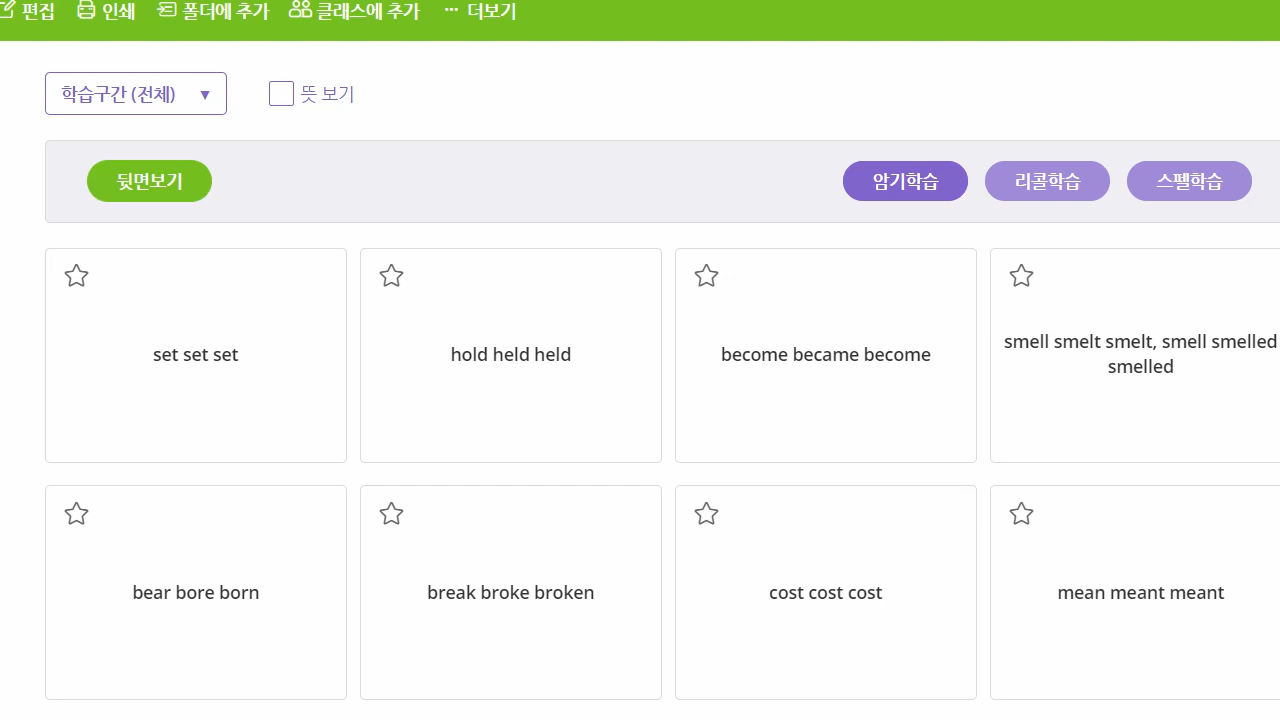 편집 인쇄 폴더에 추가 클래스에 추가 ··· 더보기
학습구간 (전체) ▼ 뜻 보기
뒷면보기 암기학습 리콜학습 스펠학습
set set set
hold held held
become became become
smell smelt smelt, smell smelled
smelled
bear bore born
break broke broken
cost cost cost
mean meant meant